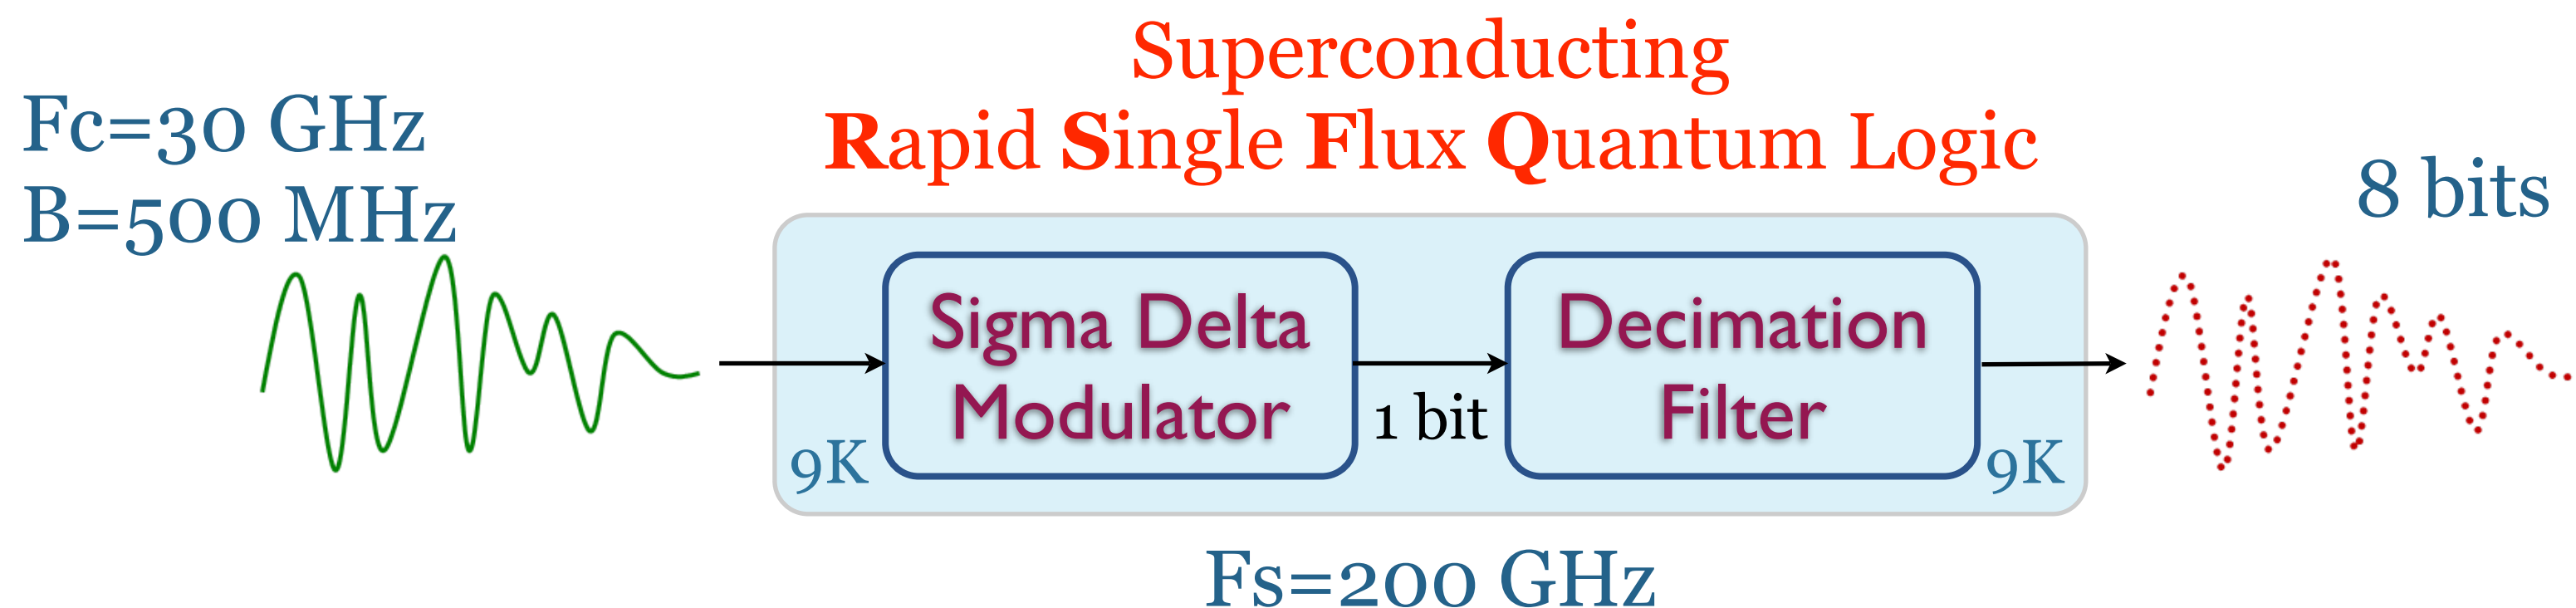 Superconducting
Rapid Single Flux Quantum Logic
Fc=30 GHz
B=500 MHz
8 bits
Sigma Delta
Modulator
1 bit
Decimation
Filter
9K
9K
Fs=200 GHz